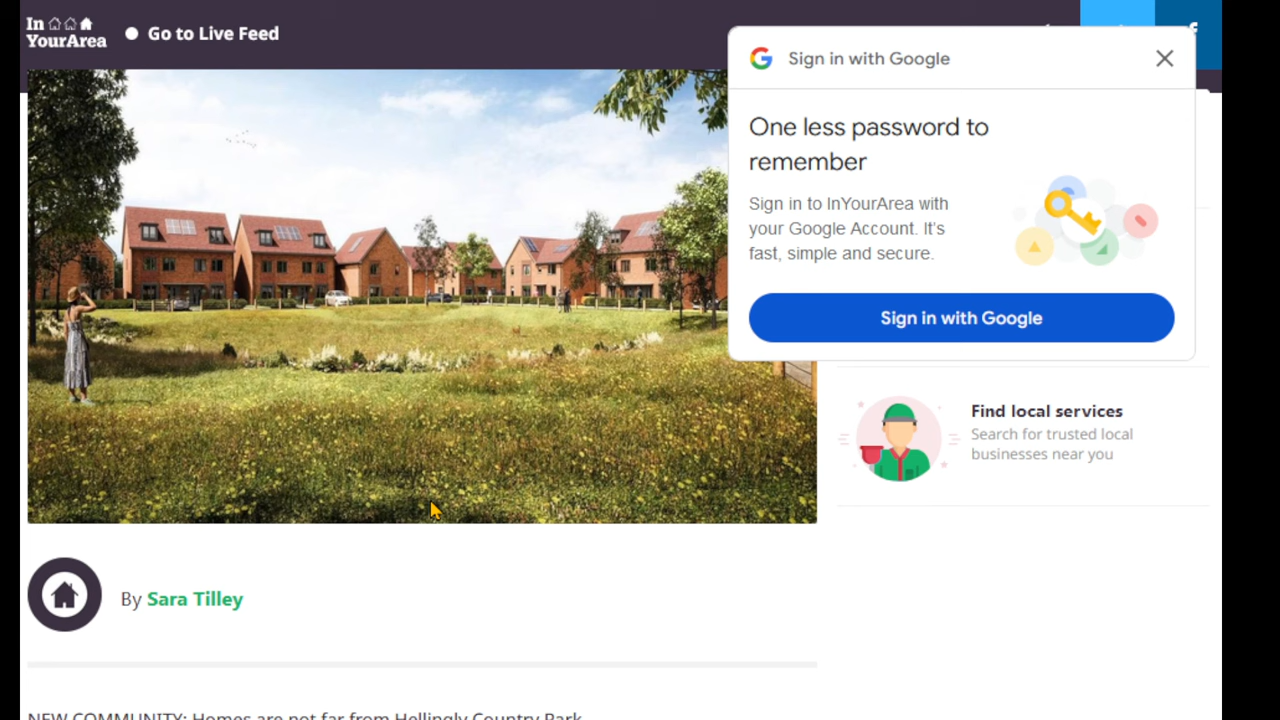 In
YourArea
Go to Live Feed
Sign in with Google
One less password to
remember
Sign in to InYourArea with
your Google Account. It's
fast, simple and secure.
Sign in with Google
Find local services
Search for trusted local
businesses near you
By Sara Tilley
NEW COMMUNITY: Homes are not far from Hellingly Country Park